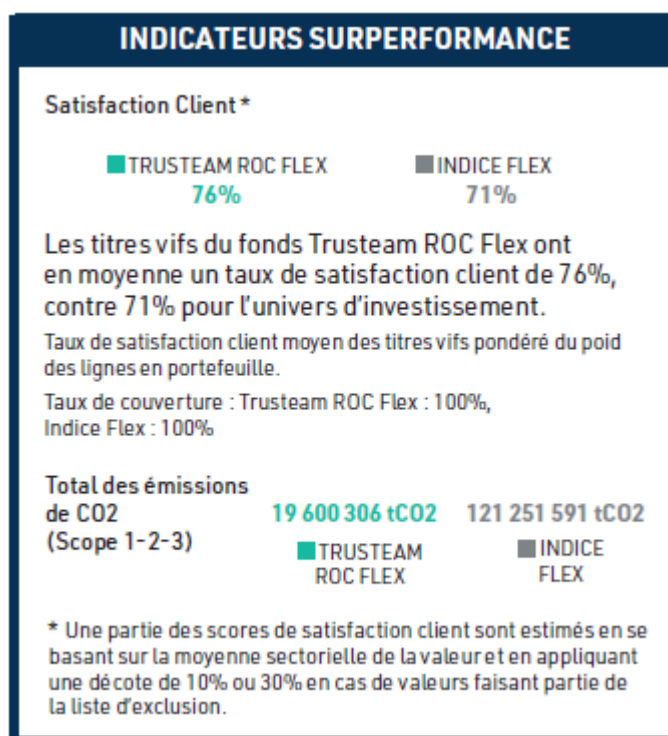 INDICATEURS SURPERFORMANCE
Satisfaction Client *
TRUSTEAM ROC FLEX INDICE FLEX
76% 71%
Les titres vifs du fonds Trusteam ROC Flex ont
en moyenne un taux de satisfaction client de 76%,
contre 71% pour l'univers d'investissement.
Taux de satisfaction client moyen des titres vifs pondéré du poid
des lignes en portefeuille.
Taux de couverture : Trusteam ROC Flex : 100%,
Indice Flex : 100%
Total des émissions
de CO2
(Scope 1-2-3)
19 600 306 tCO2 121 251 591 tCO2
TRUSTEAM
ROC FLEX
INDICE
FLEX
* Une partie des scores de satisfaction client sont estimés en se
basant sur la moyenne sectorielle de la valeur et en appliquant
une décote de 10% ou 30% en cas de valeurs faisant partie de
la liste d'exclusion.